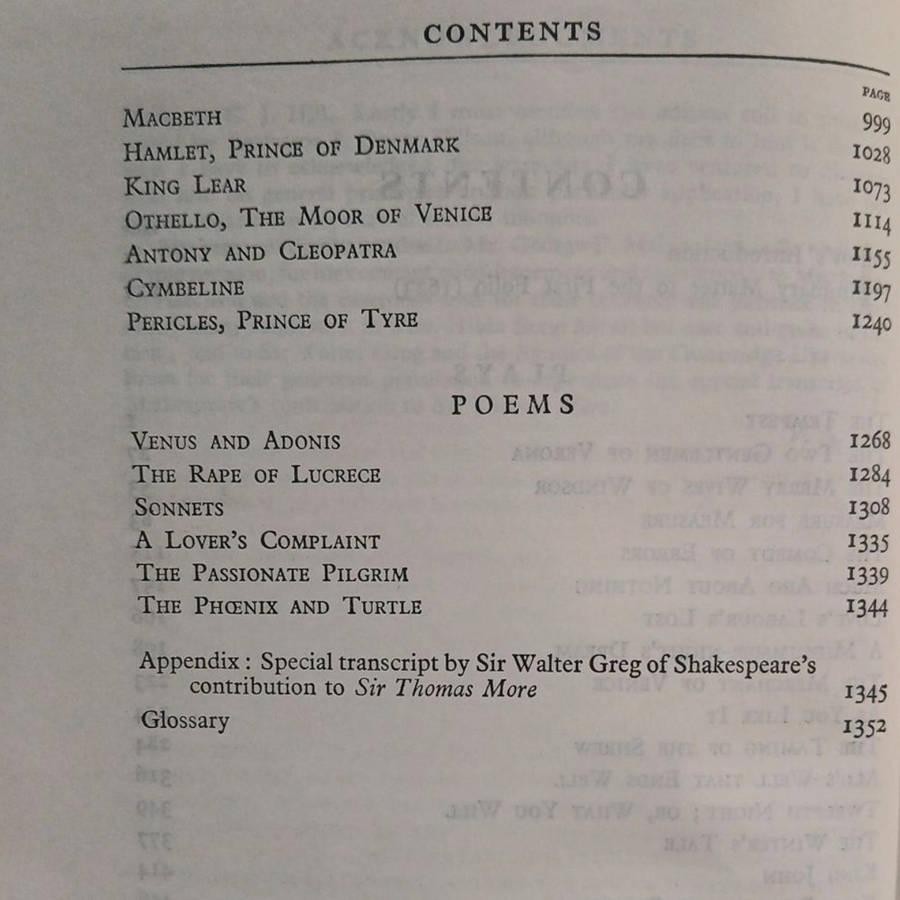 CONTENTS
PAGE
MACBETH 999
HAMLET, PRINCE OF DENMARK 1028
KING LEAR 1073
OTHELLO, THE MOOR OF VENICE 1114
ANTONY AND CLEOPATRA 1155
CYMBELINE 1197
PERICLES, PRINCE OF TYRE 1240
POEMS
VENUS AND ADONIS 1268
THE RAPE OF LUCRECE 1284
SONNETS 1308
A LOVER'S COMPLAINT 1335
THE PASSIONATE PILGRIM 1339
THE PHŒNIX AND TURTLE 1344
Appendix : Special transcript by Sir Walter Greg of Shakespeare's
contribution to Sir Thomas More 1345
Glossary 1352